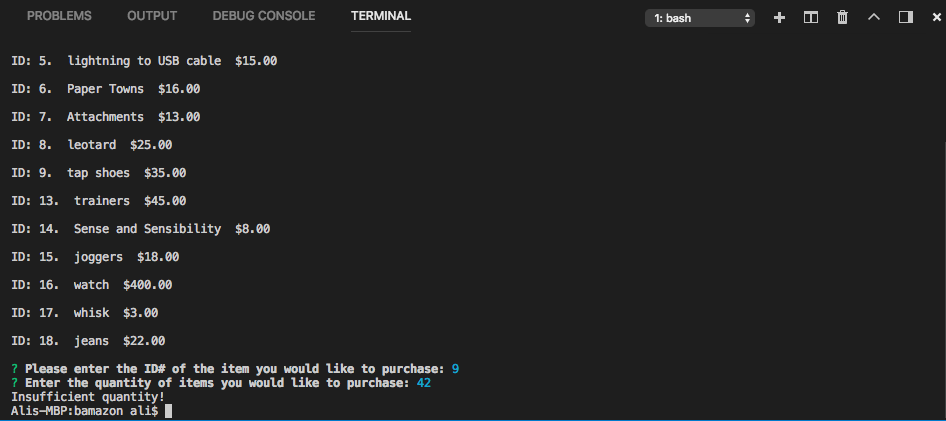 PROBLEMS OUTPUT DEBUG CONSOLE TERMINAL 1: bash
ID: 5.  lightning to USB cable  $15.00
ID: 6.  Paper Towns  $16.00
ID: 7.  Attachments  $13.00
ID: 8.  leotard  $25.00
ID: 9.  tap shoes  $35.00
ID: 13.  trainers  $45.00
ID: 14.  Sense and Sensibility  $8.00
ID: 15.  joggers  $18.00
ID: 16.  watch  $400.00
ID: 17.  whisk  $3.00
ID: 18.  jeans  $22.00
? Please enter the ID# of the item you would like to purchase: 9
? Enter the quantity of items you would like to purchase: 42
Insufficient quantity!
Alis-MBP:bamazon ali$